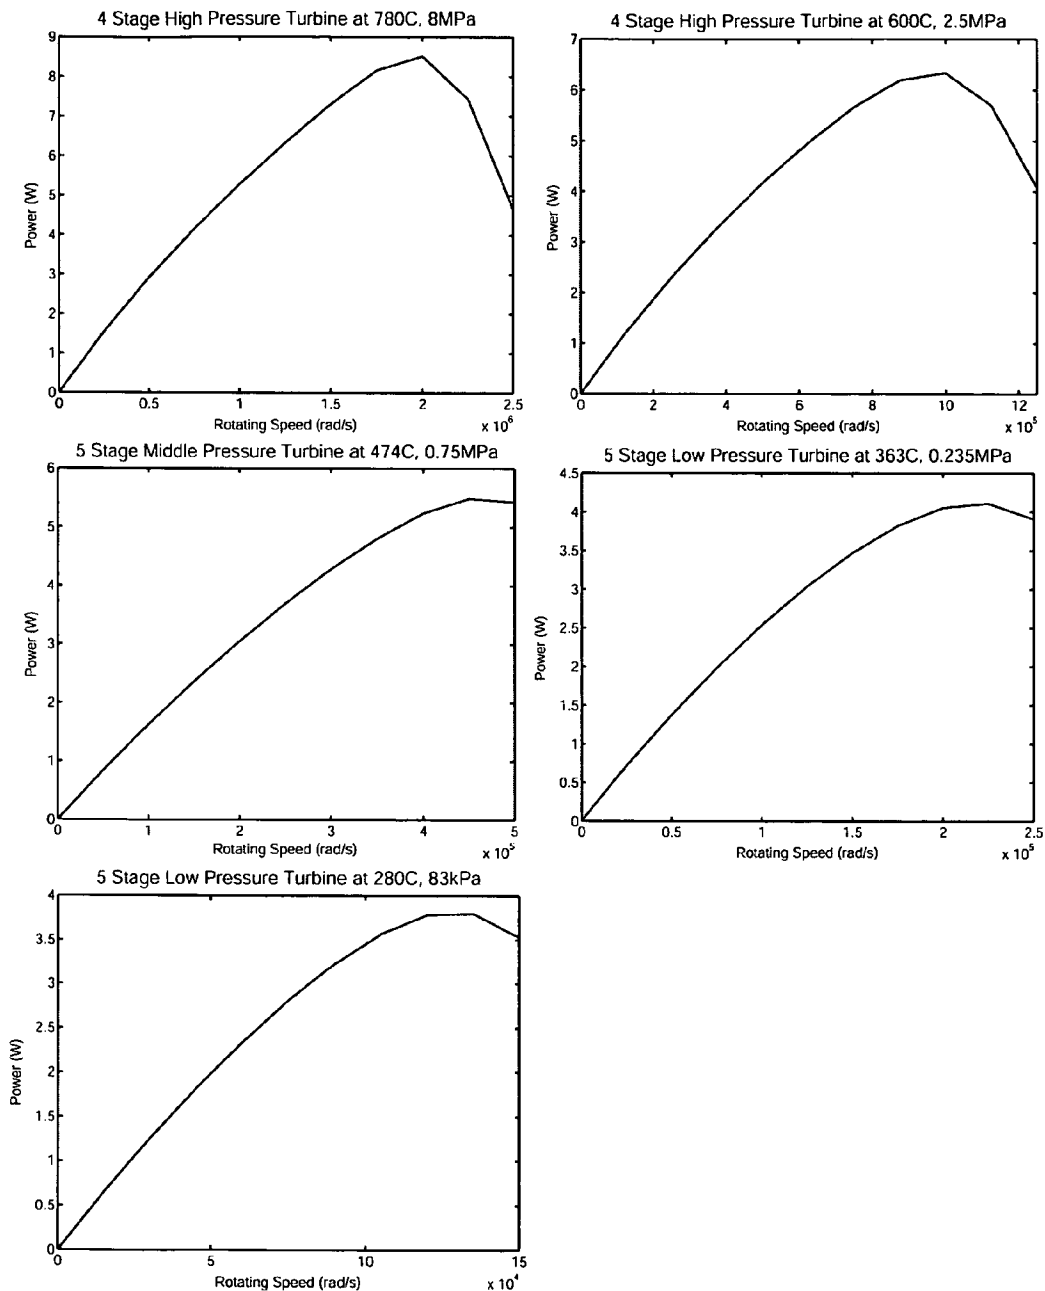 4 Stage High Pressure Turbine at 780C, 8MPa
9
8
7
6
5
4
3
2
1
0
Power (W)
0 0.5 1 1.5 2 2.5
Rotating Speed (rad/s)
x 10^6
4 Stage High Pressure Turbine at 600C, 2.5MPa
7
6
5
4
3
2
1
0
Power (W)
0 2 4 6 8 10 12
Rotating Speed (rad/s)
x 10^5
5 Stage Middle Pressure Turbine at 474C, 0.75MPa
6
5
4
3
2
1
0
Power (W)
0 1 2 3 4 5
Rotating Speed (rad/s)
x 10^5
5 Stage Low Pressure Turbine at 363C, 0.235MPa
4.5
4
3.5
3
2.5
2
1.5
1
0.5
0
Power (W)
0 0.5 1 1.5 2 2.5
Rotating Speed (rad/s)
x 10^5
5 Stage Low Pressure Turbine at 280C, 83kPa
4
3.5
3
2.5
2
1.5
1
0.5
0
Power (W)
0 5 10 15
Rotating Speed (rad/s)
x 10^4